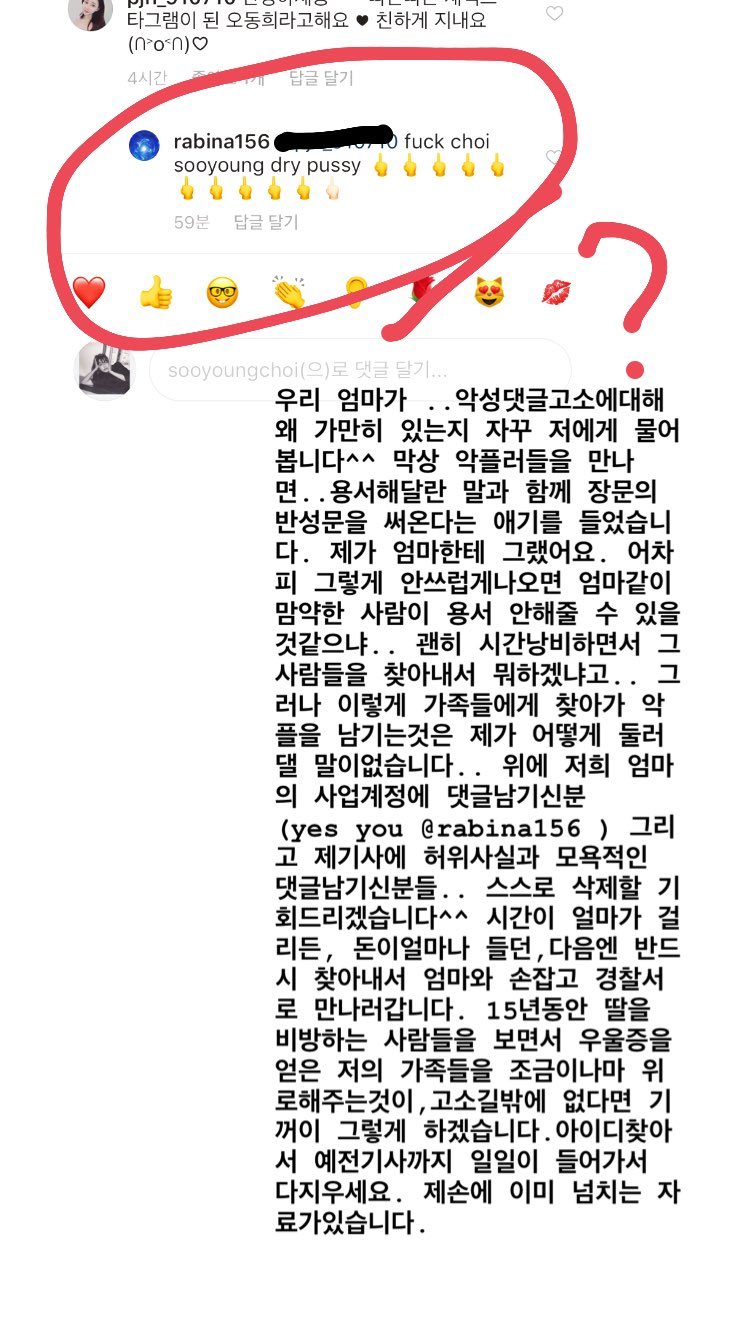 타그램이 된 오동희라고해요 ♥ 친하게 지내요
(∩˃o˂∩)♡
4시간 답글 달기
rabina156 fuck choi
sooyoung dry pussy 🖕🖕🖕🖕🖕
🖕🖕🖕🖕🖕🖕🏻
59분 답글 달기
❤️ 👍 🤓 👏 🌹 😻 💋
sooyoungchoi(으)로 댓글 달기...
우리 엄마가 ..악성댓글고소에대해
왜 가만히 있는지 자꾸 저에게 물어
봅니다^^ 막상 악플러들을 만나
면..용서해달란 말과 함께 장문의
반성문을 써온다는 얘기를 들었습니
다. 제가 엄마한테 그랬어요. 어차
피 그렇게 안쓰럽게나오면 엄마같이
맘약한 사람이 용서 안해줄 수 있을
것같으냐.. 괜히 시간낭비하면서 그
사람들을 찾아내서 뭐하겠냐고.. 그
러나 이렇게 가족들에게 찾아가 악
플을 남기는것은 제가 어떻게 둘러
댈 말이없습니다.. 위에 저희 엄마
의 사업계정에 댓글남기신분
(yes you @rabina156 ) 그리
고 제기사에 허위사실과 모욕적인
댓글남기신분들.. 스스로 삭제할 기
회드리겠습니다^^ 시간이 얼마가 걸
리든, 돈이얼마나 들던,다음엔 반드
시 찾아내서 엄마와 손잡고 경찰서
로 만나러갑니다. 15년동안 딸을
비방하는 사람들을 보면서 우울증을
얻은 저의 가족들을 조금이나마 위
로해주는것이,고소길밖에 없다면 기
꺼이 그렇게 하겠습니다.아이디찾아
서 예전기사까지 일일이 들어가서
다지우세요. 제손에 이미 넘치는 자
료가있습니다.